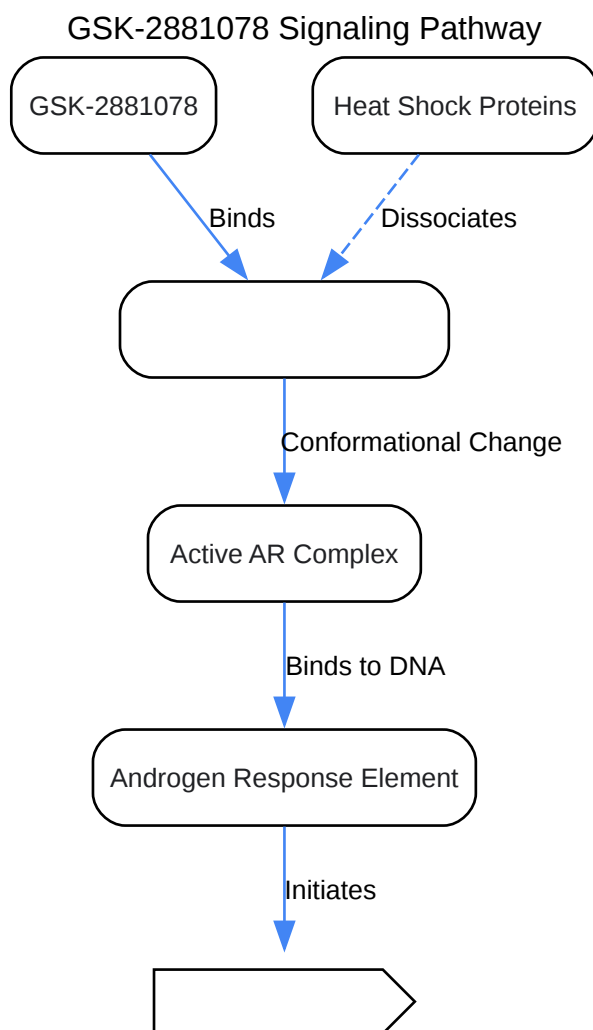 GSK-2881078 Signaling Pathway
GSK-2881078
Heat Shock Proteins
Binds
Dissociates
Conformational Change
Active AR Complex
Binds to DNA
Androgen Response Element
Initiates